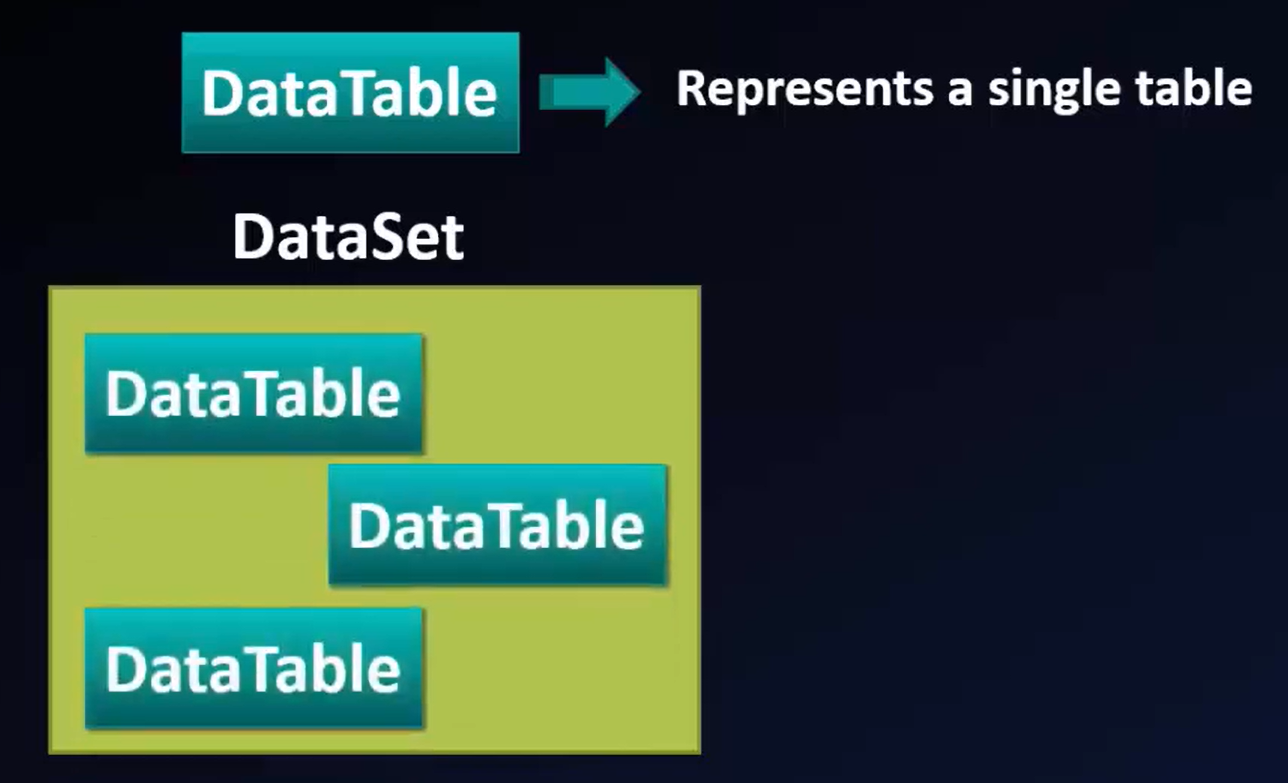 DataTable
Represents a single table
DataSet
DataTable
DataTable
DataTable